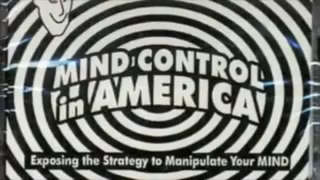 MIND CONTROL
in AMERICA
Exposing the Strategy to Manipulate Your MIND